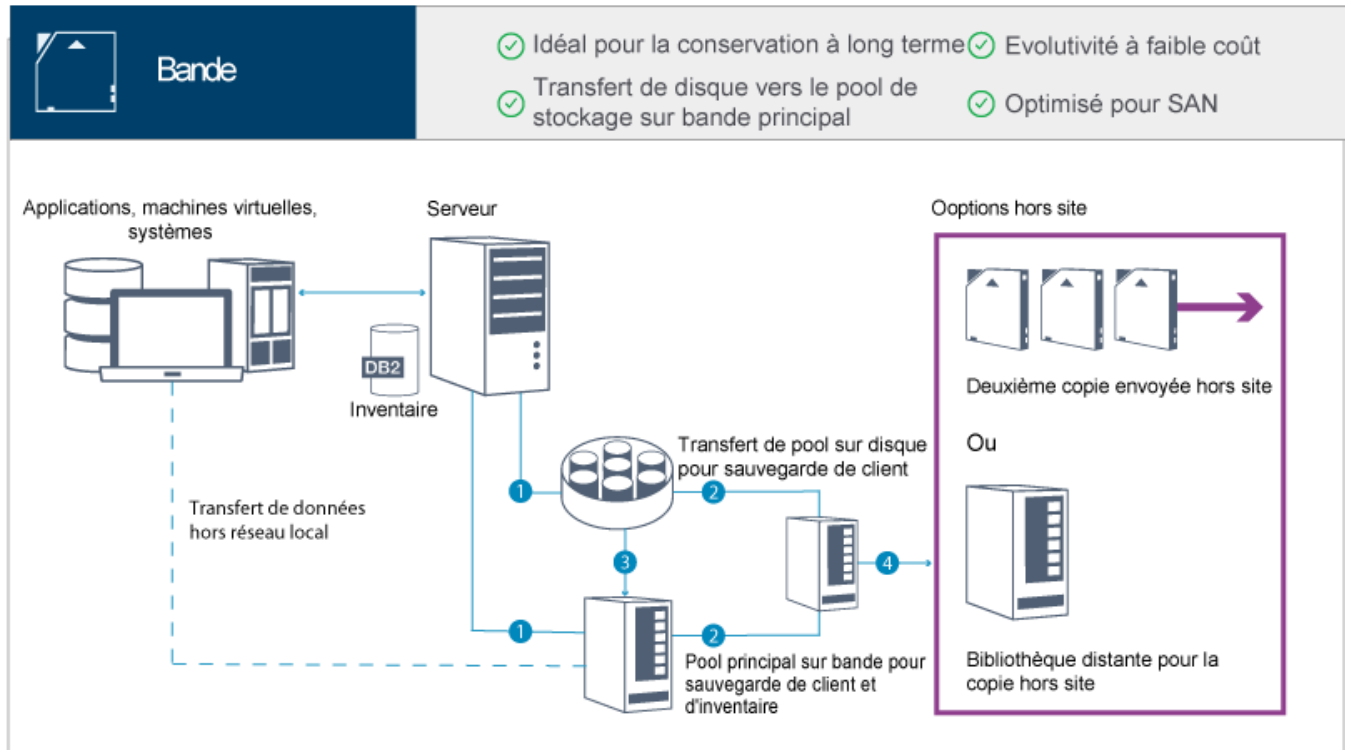 Bande
Idéal pour la conservation à long terme
Evolutivité à faible coût
Transfert de disque vers le pool de
stockage sur bande principal
Optimisé pour SAN
Applications, machines virtuelles,
systèmes
Serveur
Ooptions hors site
DB2
Inventaire
Deuxième copie envoyée hors site
Transfert de pool sur disque
pour sauvegarde de client
Ou
1
2
Transfert de données
hors réseau local
3
4
1
2
Pool principal sur bande pour
sauvegarde de client et
d'inventaire
Bibliothèque distante pour la
copie hors site